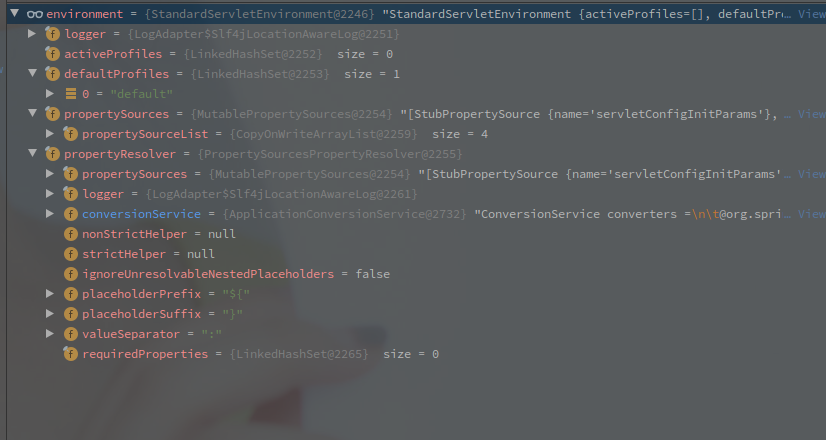 environment = {StandardServletEnvironment@2246} "StandardServletEnvironment {activeProfiles=[], defaultPr… View
logger = {LogAdapter$Slf4jLocationAwareLog@2251}
activeProfiles = {LinkedHashSet@2252} size = 0
defaultProfiles = {LinkedHashSet@2253} size = 1
0 = "default"
propertySources = {MutablePropertySources@2254} "[StubPropertySource {name='servletConfigInitParams'}, … View
propertySourceList = {CopyOnWriteArrayList@2259} size = 4
propertyResolver = {PropertySourcesPropertyResolver@2255}
propertySources = {MutablePropertySources@2254} "[StubPropertySource {name='servletConfigInitParams'… View
logger = {LogAdapter$Slf4jLocationAwareLog@2261}
conversionService = {ApplicationConversionService@2732} "ConversionService converters =\n\t@org.spri… View
nonStrictHelper = null
strictHelper = null
ignoreUnresolvableNestedPlaceholders = false
placeholderPrefix = "${"
placeholderSuffix = "}"
valueSeparator = ":"
requiredProperties = {LinkedHashSet@2265} size = 0